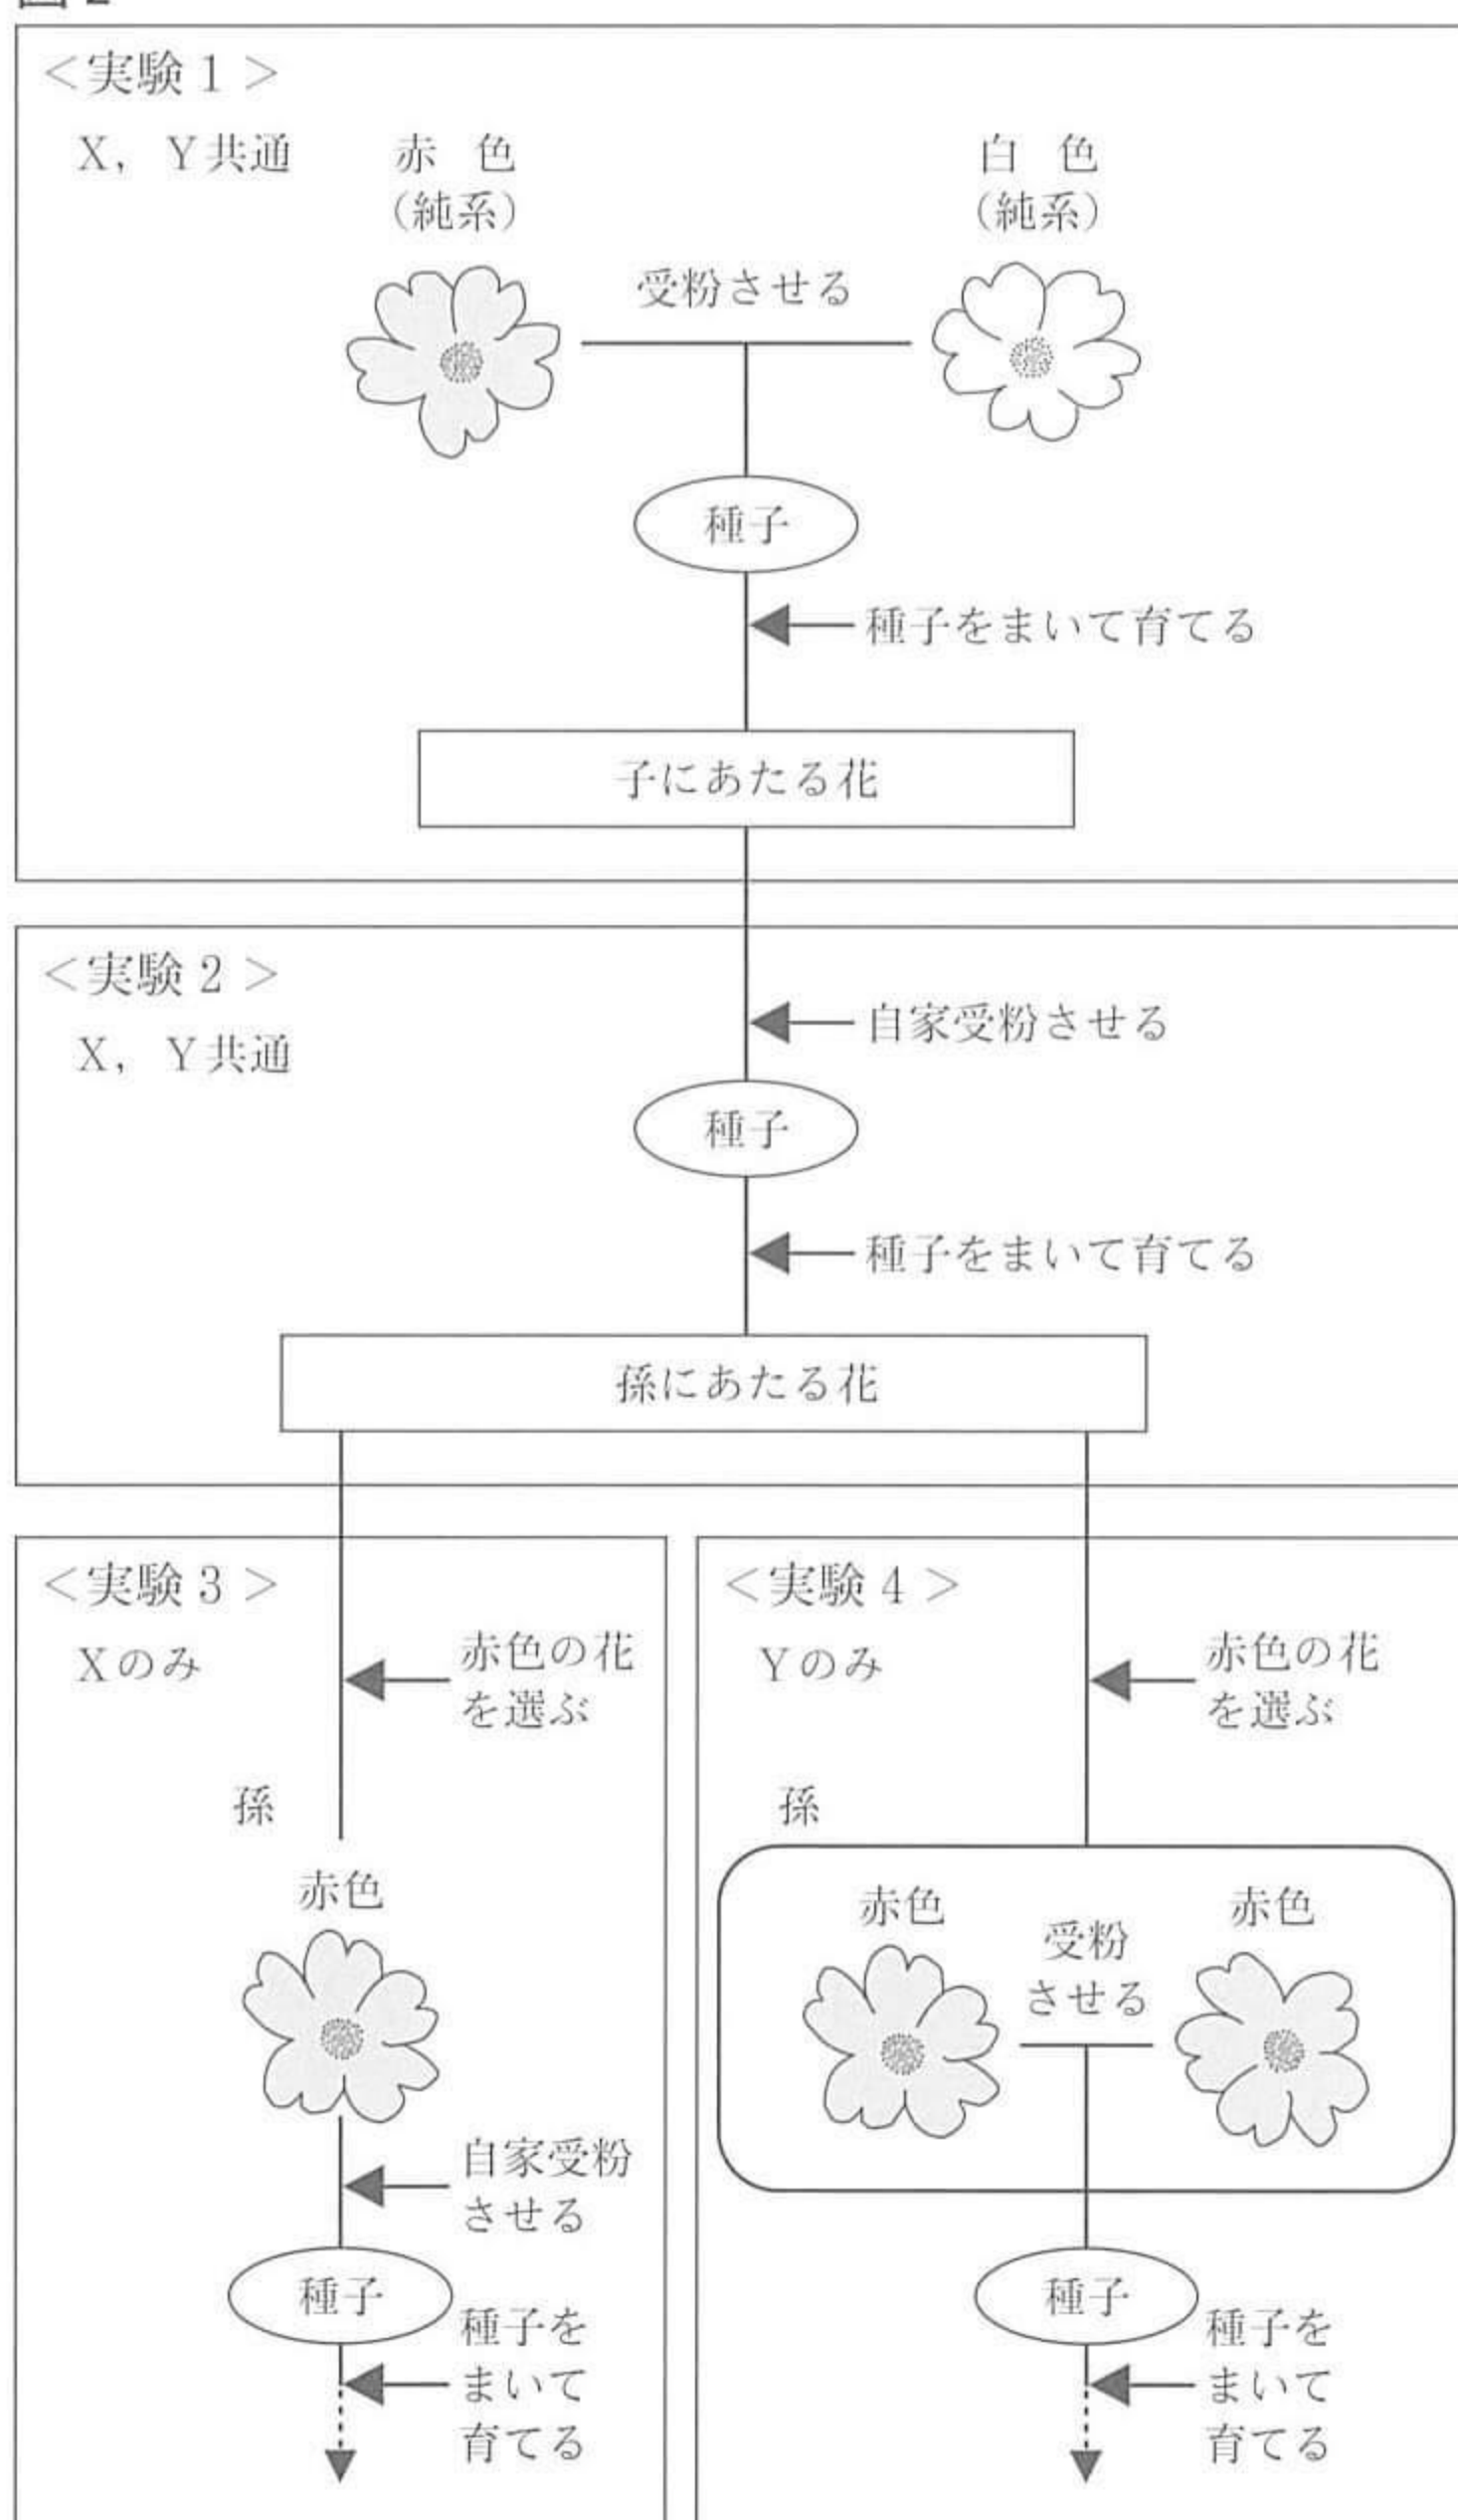 ＜実験1＞
X，Y共通
赤 色
(純系)
白 色
(純系)
受粉させる
種子
種子をまいて育てる
子にあたる花
＜実験2＞
X，Y共通
自家受粉させる
種子
種子をまいて育てる
孫にあたる花
＜実験3＞
Xのみ
赤色の花
を選ぶ
孫
赤色
自家受粉
させる
種子
種子を
まいて
育てる
＜実験4＞
Yのみ
赤色の花
を選ぶ
孫
赤色
受粉
させる
赤色
種子
種子を
まいて
育てる